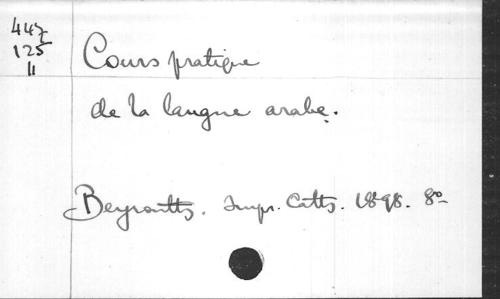 447
125
11
Cours pratique
de la langue arabe.
Beyrouth. Impr. Cath. 1898. 8º